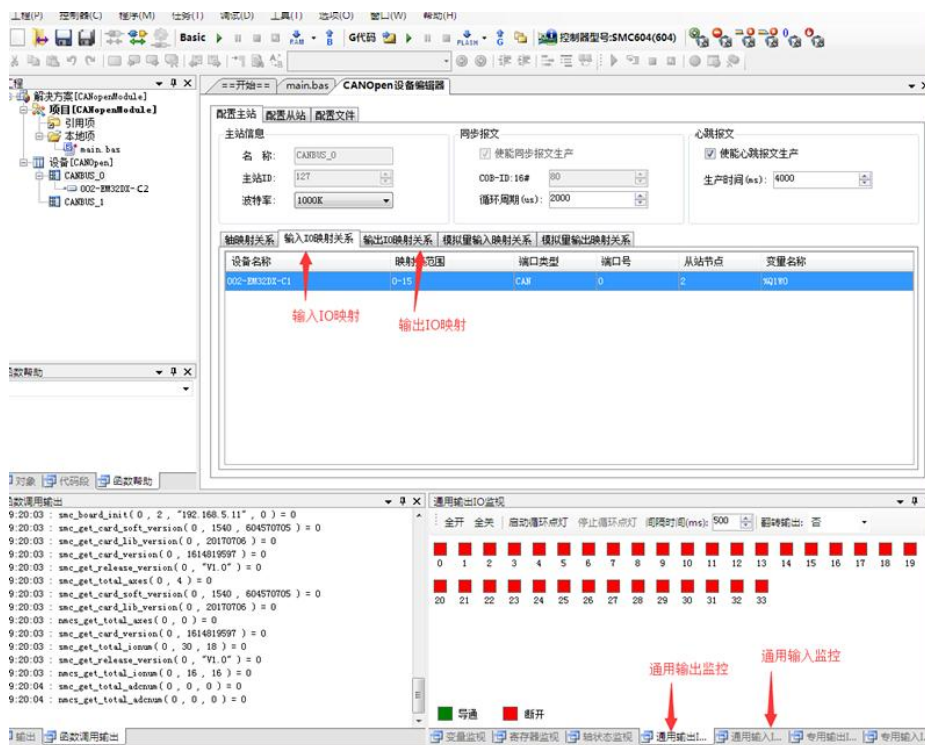 工程(P) 控制器(C) 程序(M) 任务(T) 调试(D) 工具(T) 选项(O) 窗口(W) 帮助(H)
Basic G代码 控制器型号:SMC604(604)
工程
解决方案[CANopenModule]
项目[CANopenModule]
引用项
本地项
main.bas
设备[CANOpen]
CANBUS_0
002-EM32DX-C2
CANBUS_1
函数帮助
对象 代码段 函数帮助
==开始== main.bas CANOpen设备编辑器
配置主站 配置从站 配置文件
主站信息
名 称: CANBUS_0
主站ID: 127
波特率: 1000K
同步报文
使能同步报文生产
COB-ID:16# 80
循环周期(us): 2000
心跳报文
使能心跳报文生产
生产时间(ms): 4000
轴映射关系 输入IO映射关系 输出IO映射关系 模拟量输入映射关系 模拟量输出映射关系
设备名称 映射 范围 端口类型 端口号 从站节点 变量名称
002-EM32DX-C1 0-15 CAN 0 2 %QIW0
输入IO映射 输出IO映射
函数调用输出
9:20:03 : smc_board_init( 0 , 2 , "192.168.5.11" , 0 ) = 0
9:20:03 : smc_get_card_soft_version( 0 , 1540 , 604570705 ) = 0
9:20:03 : smc_get_card_lib_version( 0 , 20170706 ) = 0
9:20:03 : smc_get_card_version( 0 , 1614819597 ) = 0
9:20:03 : smc_get_release_version( 0 , "V1.0" ) = 0
9:20:03 : smc_get_total_axes( 0 , 4 ) = 0
9:20:03 : smc_get_card_soft_version( 0 , 1540 , 604570705 ) = 0
9:20:03 : smc_get_card_lib_version( 0 , 20170706 ) = 0
9:20:03 : nmcs_get_total_axes( 0 , 0 ) = 0
9:20:03 : smc_get_card_version( 0 , 1614819597 ) = 0
9:20:03 : smc_get_total_ionum( 0 , 30 , 18 ) = 0
9:20:03 : smc_get_release_version( 0 , "V1.0" ) = 0
9:20:03 : nmcs_get_total_ionum( 0 , 16 , 16 ) = 0
9:20:04 : smc_get_total_adcnum( 0 , 0 , 0 ) = 0
9:20:04 : nmcs_get_total_adcnum( 0 , 0 , 0 ) = 0
输出 函数调用输出
通用输出IO监视
全开 全关 启动循环点灯 停止循环点灯 间隔时间(ms): 500 翻转输出: 否
0 1 2 3 4 5 6 7 8 9 10 11 12 13 14 15 16 17 18 19
20 21 22 23 24 25 26 27 28 29 30 31 32 33
通用输出监控 通用输入监控
导通 断开
变量监视 寄存器监视 轴状态监视 通用输出I... 通用输入I... 专用输出I... 专用输入I...